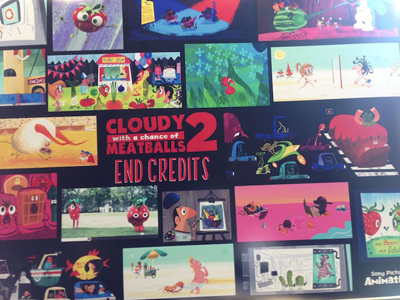 CLOUDY 2
with a chance of
MEATBALLS
END CREDITS
Sony Pictures
Animation